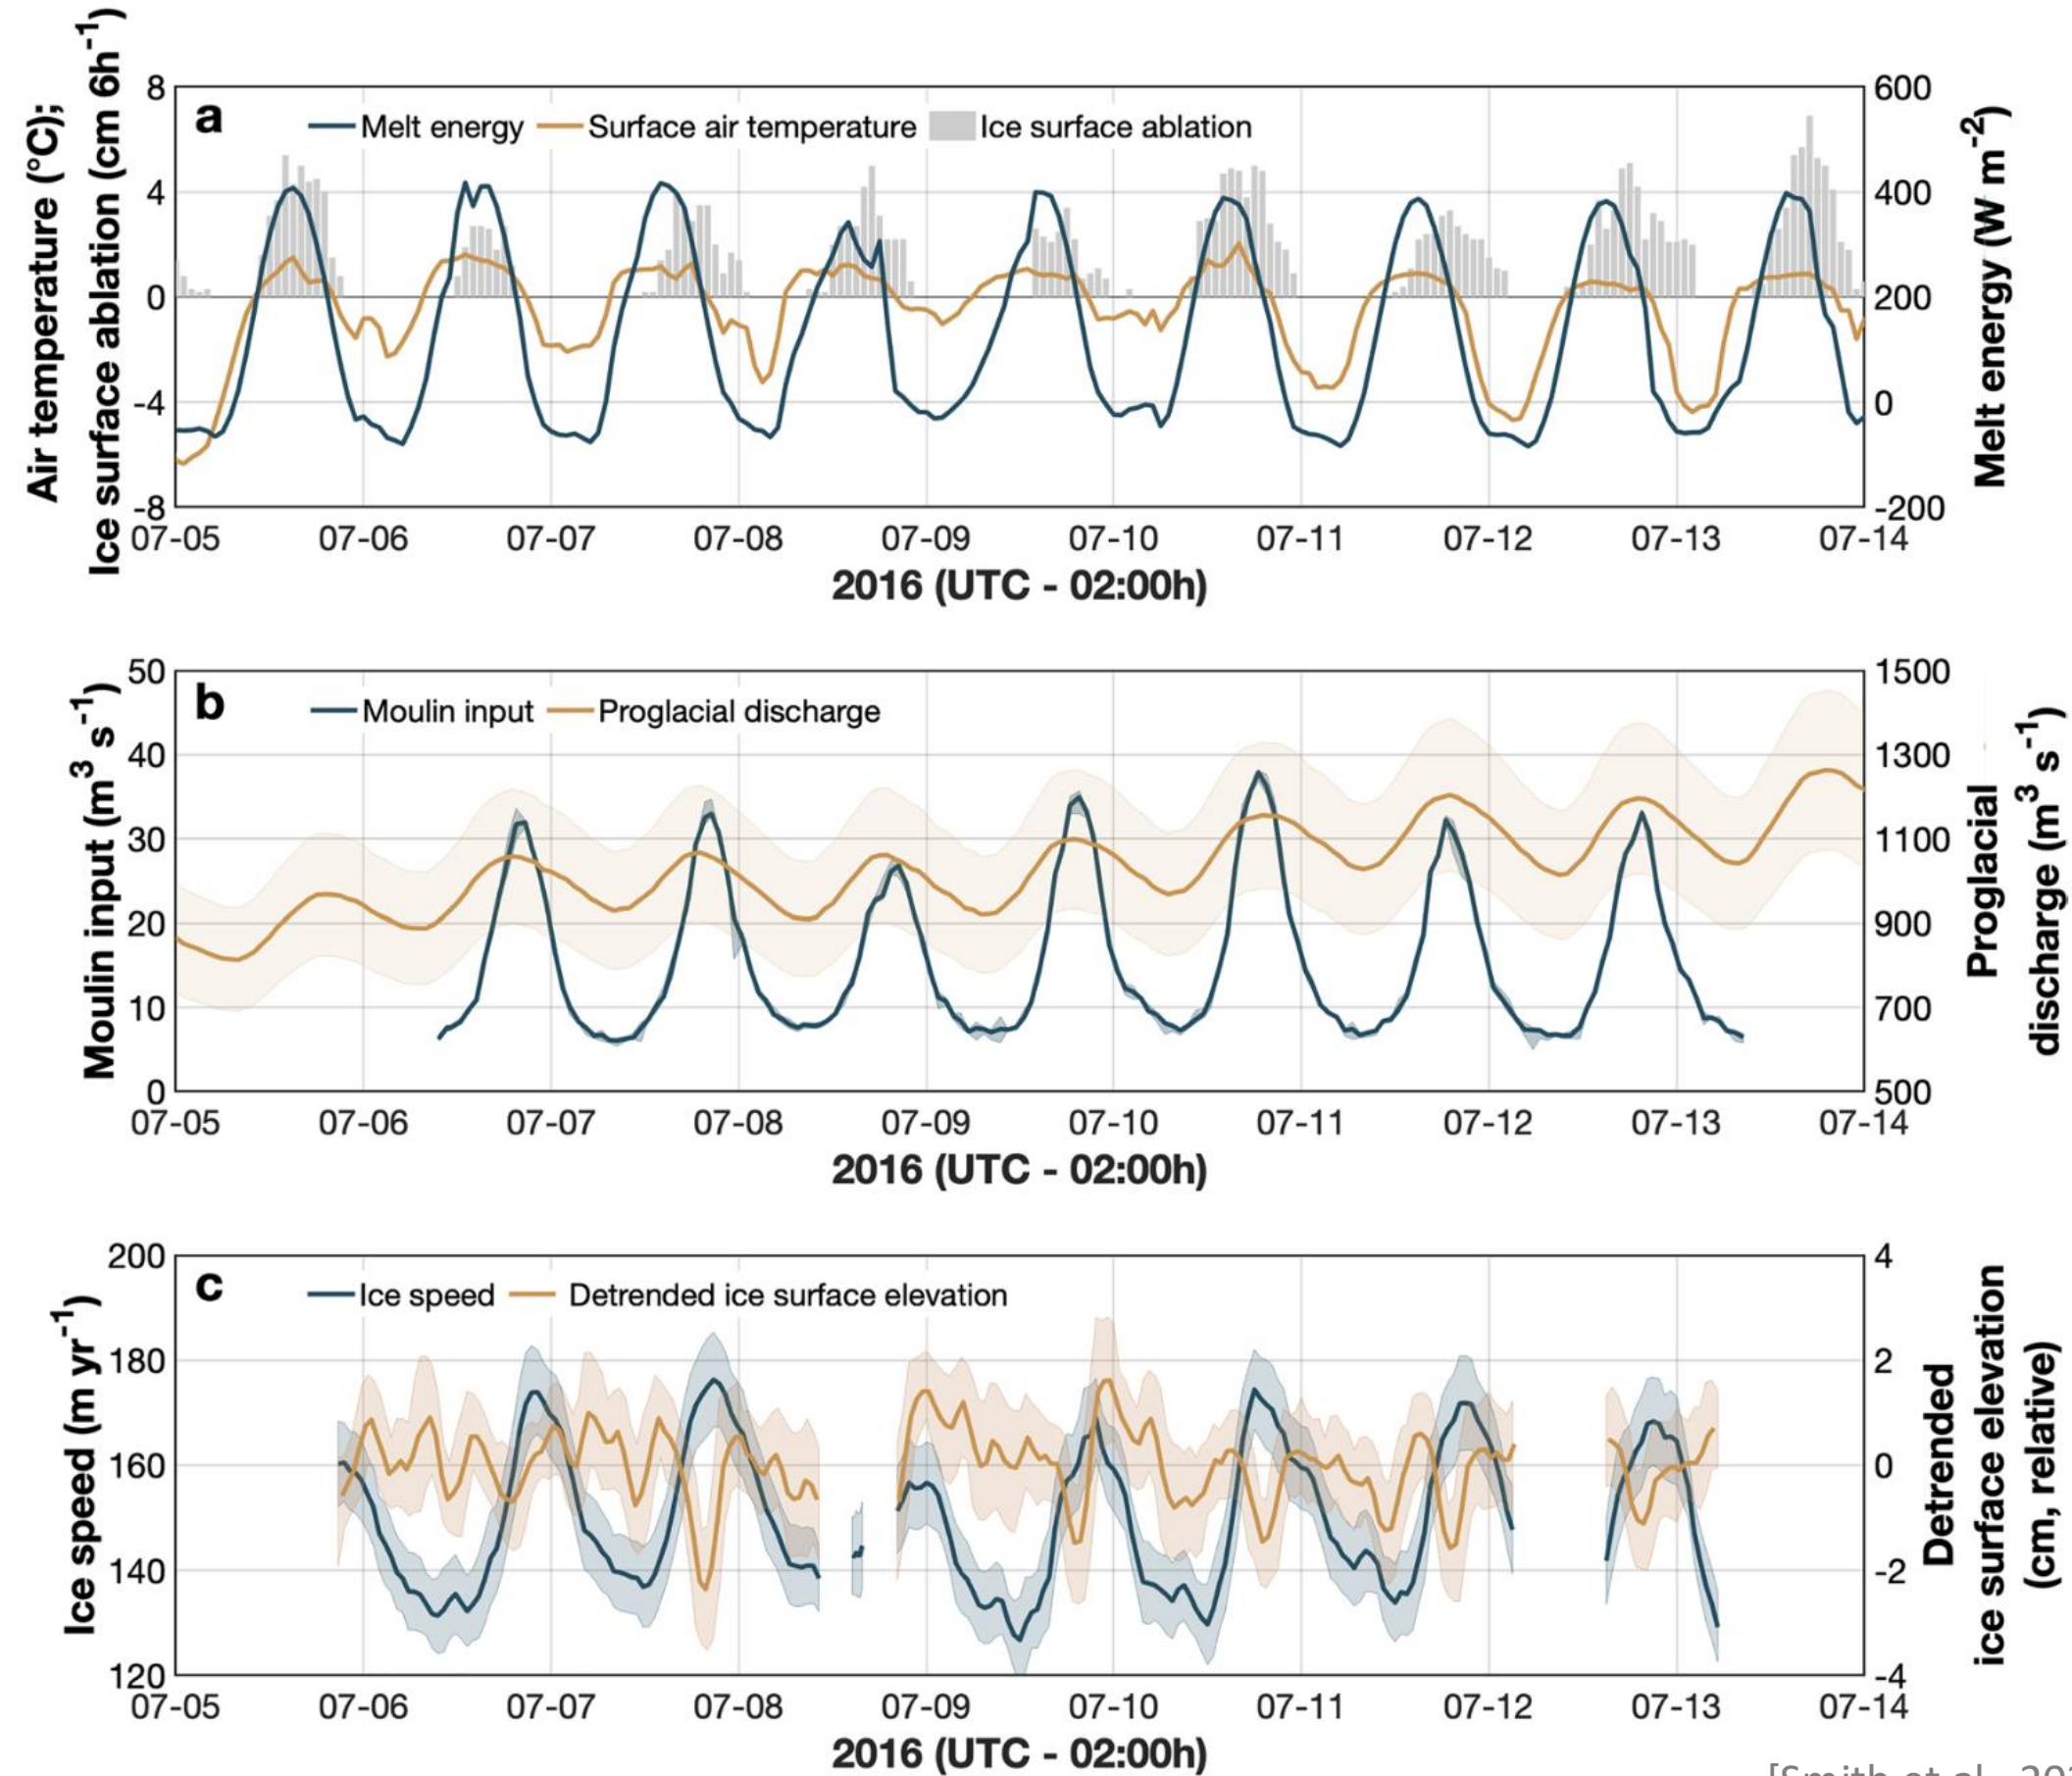 a
Melt energy
Surface air temperature
Ice surface ablation
Air temperature (°C);
Ice surface ablation (cm 6h⁻¹)
8
4
0
-4
-8
600
400
200
0
-200
Melt energy (W m⁻²)
07-05 07-06 07-07 07-08 07-09 07-10 07-11 07-12 07-13 07-14
2016 (UTC - 02:00h)
b
Moulin input
Proglacial discharge
Moulin input (m³ s⁻¹)
50
40
30
20
10
0
1500
1300
1100
900
700
500
Proglacial
discharge (m³ s⁻¹)
07-05 07-06 07-07 07-08 07-09 07-10 07-11 07-12 07-13 07-14
2016 (UTC - 02:00h)
c
Ice speed
Detrended ice surface elevation
Ice speed (m yr⁻¹)
200
180
160
140
120
4
2
0
-2
-4
Detrended
ice surface elevation
(cm, relative)
07-05 07-06 07-07 07-08 07-09 07-10 07-11 07-12 07-13 07-14
2016 (UTC - 02:00h)
[Smith et al.,